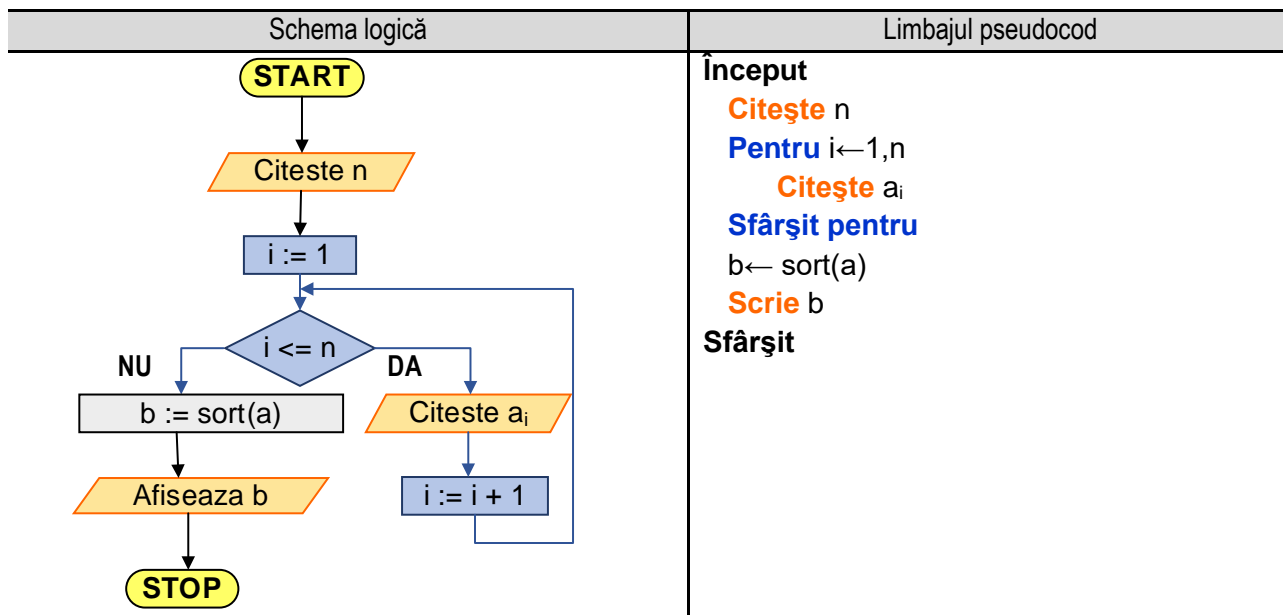 Schema logică
Limbajul pseudocod
START
Citeste n
i := 1
i <= n
NU
DA
b := sort(a)
Citeste aᵢ
Afiseaza b
i := i + 1
STOP
Început
Citeşte n
Pentru i←1,n
Citeşte aᵢ
Sfârşit pentru
b← sort(a)
Scrie b
Sfârşit